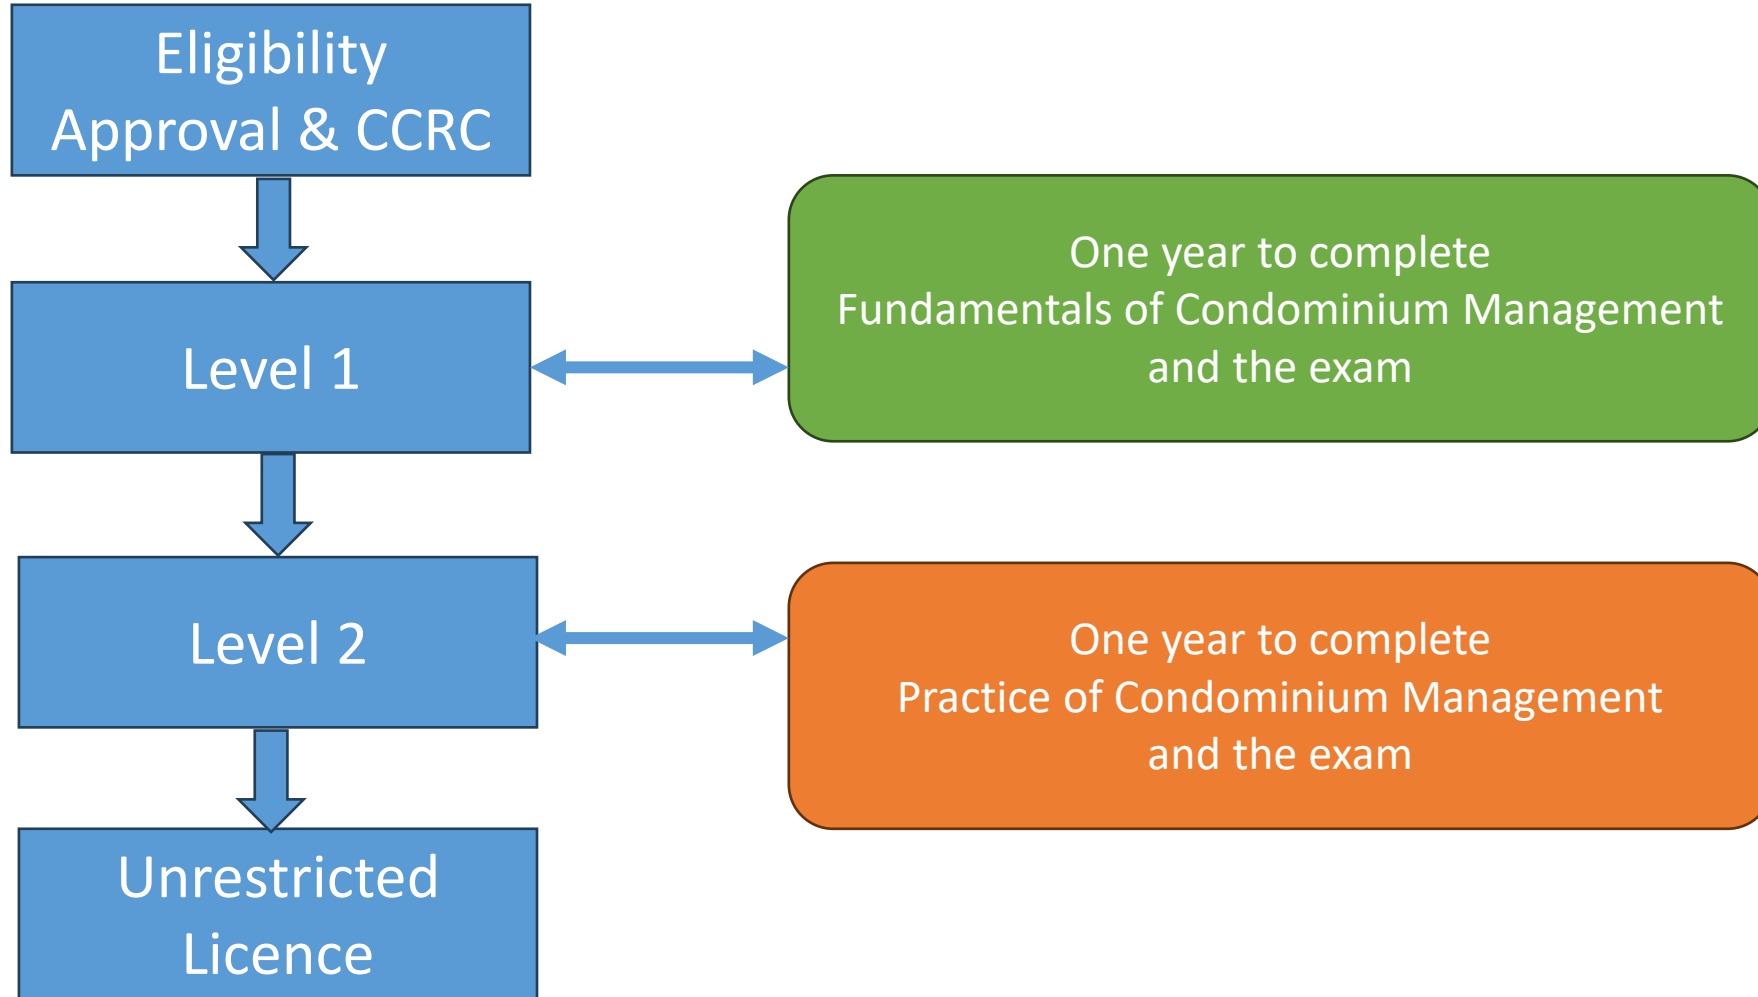 Eligibility
Approval & CCRC
Level 1
One year to complete
Fundamentals of Condominium Management
and the exam
Level 2
One year to complete
Practice of Condominium Management
and the exam
Unrestricted
Licence